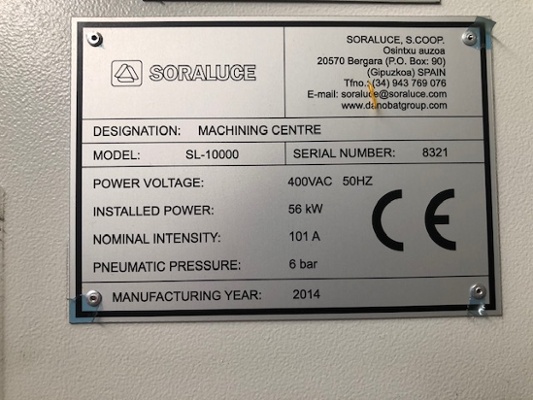 SORALUCE
SORALUCE, S.COOP.
Osintxu auzoa
20570 Bergara (P.O. Box: 90)
(Gipuzkoa) SPAIN
Tfno.: (34) 943 769 076
E-mail: soraluce@soraluce.com
www.danobatgroup.com
DESIGNATION: MACHINING CENTRE
MODEL: SL-10000 SERIAL NUMBER: 8321
POWER VOLTAGE: 400VAC 50HZ
INSTALLED POWER: 56 kW
NOMINAL INTENSITY: 101 A
PNEUMATIC PRESSURE: 6 bar
CE
MANUFACTURING YEAR: 2014